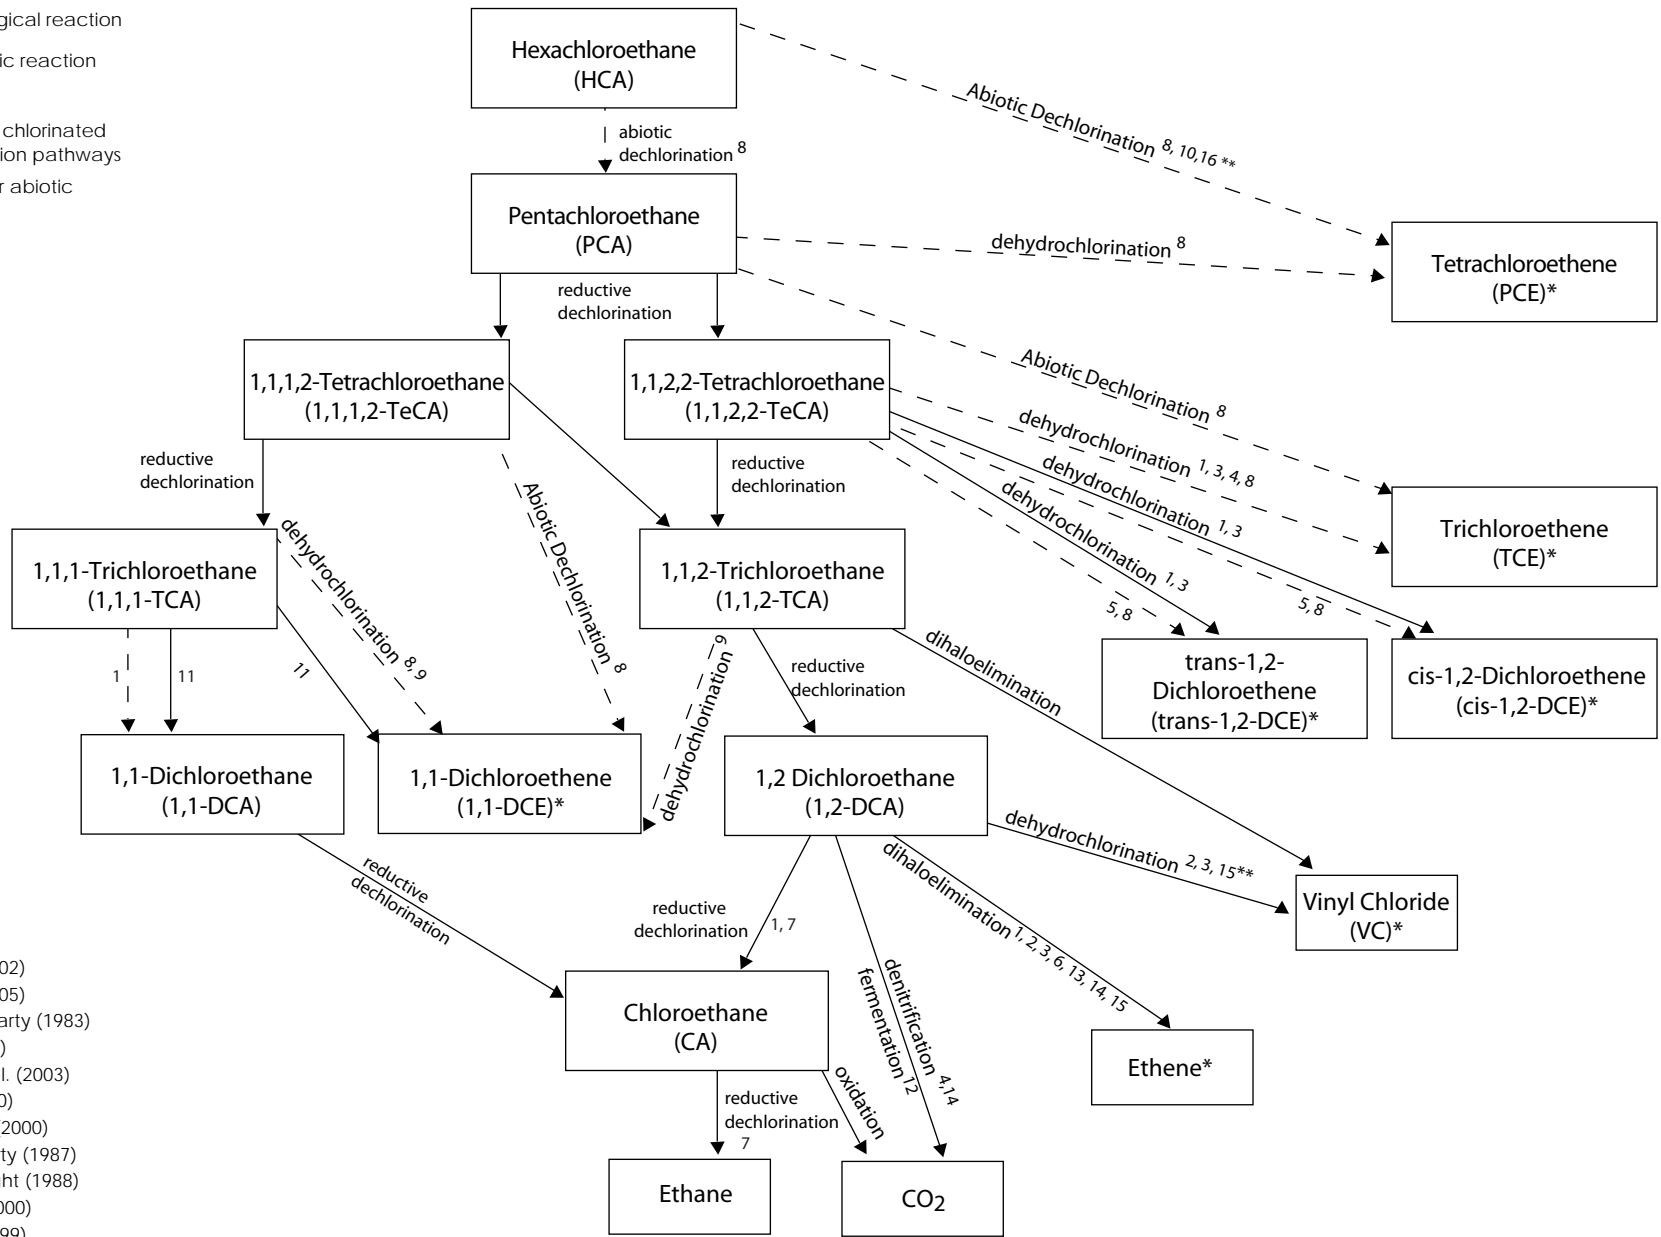 gical reaction
ic reaction
chlorinated
ion pathways
r abiotic
Hexachloroethane
(HCA)
abiotic
dechlorination 8
Abiotic Dechlorination 8, 10,16 **
Pentachloroethane
(PCA)
dehydrochlorination 8
Tetrachloroethene
(PCE)*
reductive
dechlorination
Abiotic Dechlorination 8
1,1,1,2-Tetrachloroethane
(1,1,1,2-TeCA)
1,1,2,2-Tetrachloroethane
(1,1,2,2-TeCA)
dehydrochlorination 1, 3, 4, 8
dehydrochlorination 1, 3
dehydrochlorination 1, 3
5, 8
5, 8
reductive
dechlorination
Abiotic Dechlorination 8
reductive
dechlorination
Trichloroethene
(TCE)*
1,1,1-Trichloroethane
(1,1,1-TCA)
dehydrochlorination 8, 9
1,1,2-Trichloroethane
(1,1,2-TCA)
1
11
11
dehydrochlorination 9
reductive
dechlorination
dihaloelimination
trans-1,2-
Dichloroethene
(trans-1,2-DCE)*
cis-1,2-Dichloroethene
(cis-1,2-DCE)*
1,1-Dichloroethane
(1,1-DCA)
1,1-Dichloroethene
(1,1-DCE)*
1,2 Dichloroethane
(1,2-DCA)
dehydrochlorination 2, 3, 15**
reductive
dechlorination
reductive
dechlorination
1, 7
dihaloelimination 1, 2, 3, 6, 13, 14, 15
Vinyl Chloride
(VC)*
denitrification 4,14
fermentation 12
Chloroethane
(CA)
oxidation
Ethene*
reductive
dechlorination
7
Ethane
CO2
02)
05)
arty (1983)
)
l. (2003)
0)
(2000)
ty (1987)
ght (1988)
000)
99)